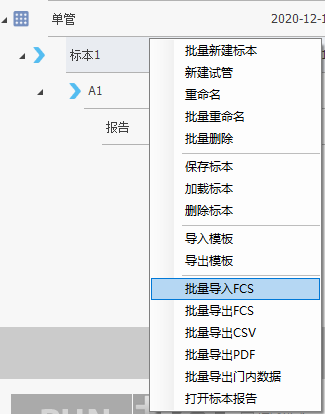 单管 2020-12-1
标本1
A1
报告
批量新建标本
新建试管
重命名
批量重命名
批量删除
保存标本
加载标本
删除标本
导入模板
导出模板
批量导入FCS
批量导出FCS
批量导出CSV
批量导出PDF
批量导出门内数据
打开标本报告